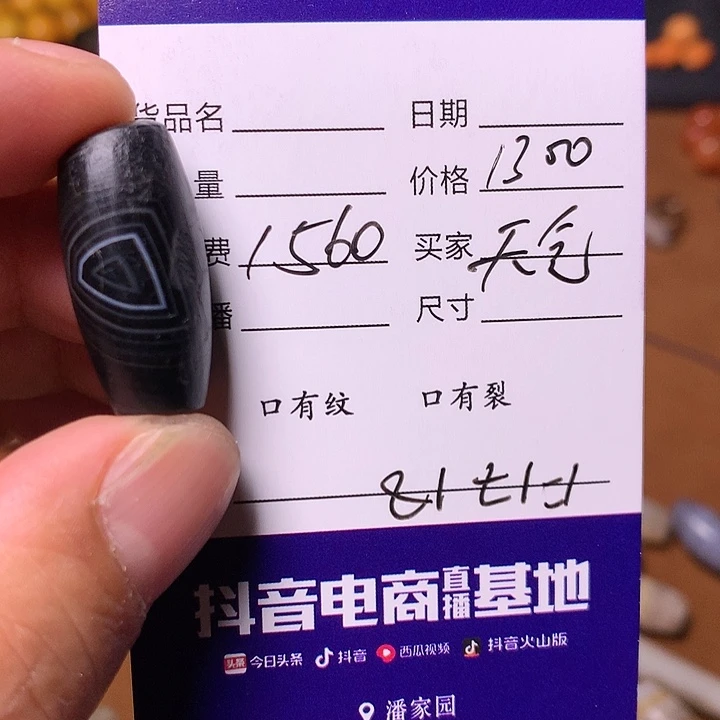 货品名 日期
量 价格 1300
费 1560 买家 天气
播 尺寸
口有纹 口有裂
抖音电商直播基地
今日头条 抖音 西瓜视频 抖音火山版
潘家园